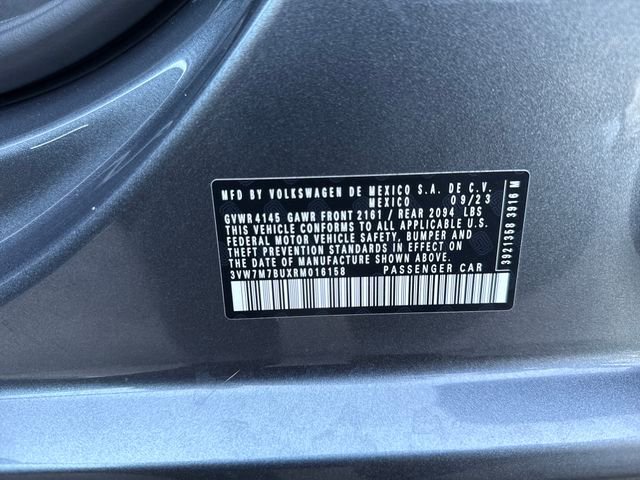 MFD BY VOLKSWAGEN DE MEXICO S.A. DE C.V.
MEXICO 09/23
GVWR 4145 GAWR FRONT 2161 / REAR 2094 LBS
THIS VEHICLE CONFORMS TO ALL APPLICABLE U.S.
FEDERAL MOTOR VEHICLE SAFETY, BUMPER AND
THEFT PREVENTION STANDARDS IN EFFECT ON THE
DATE OF MANUFACTURE SHOWN ABOVE.
3VW7M7BUXRM016158 PASSENGER CAR
3921358 3916 M